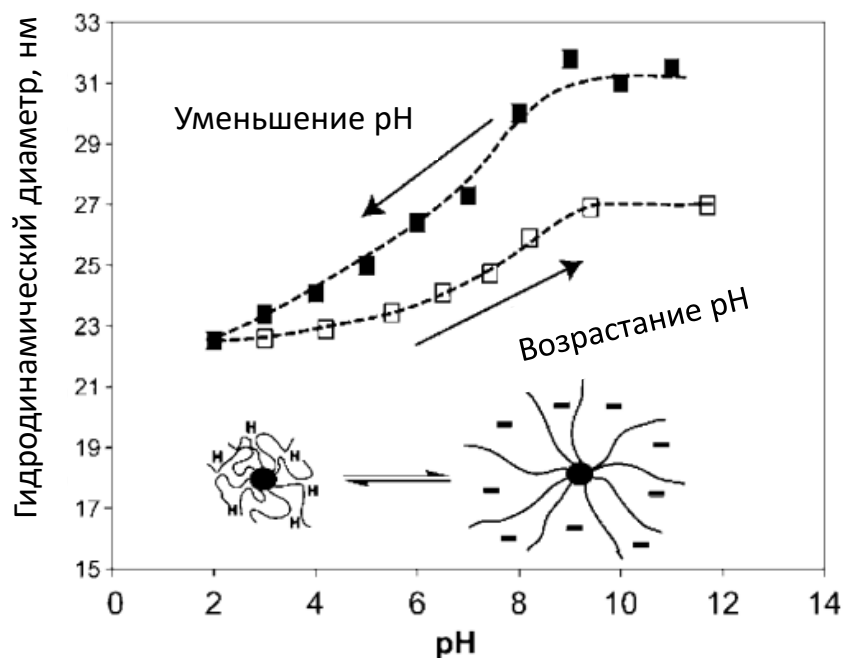 Гидродинамический диаметр, нм
33
31
29
27
25
23
21
19
17
15
Уменьшение pH
Возрастание pH
H
H
H
H
H
H
0
2
4
6
8
10
12
14
pH